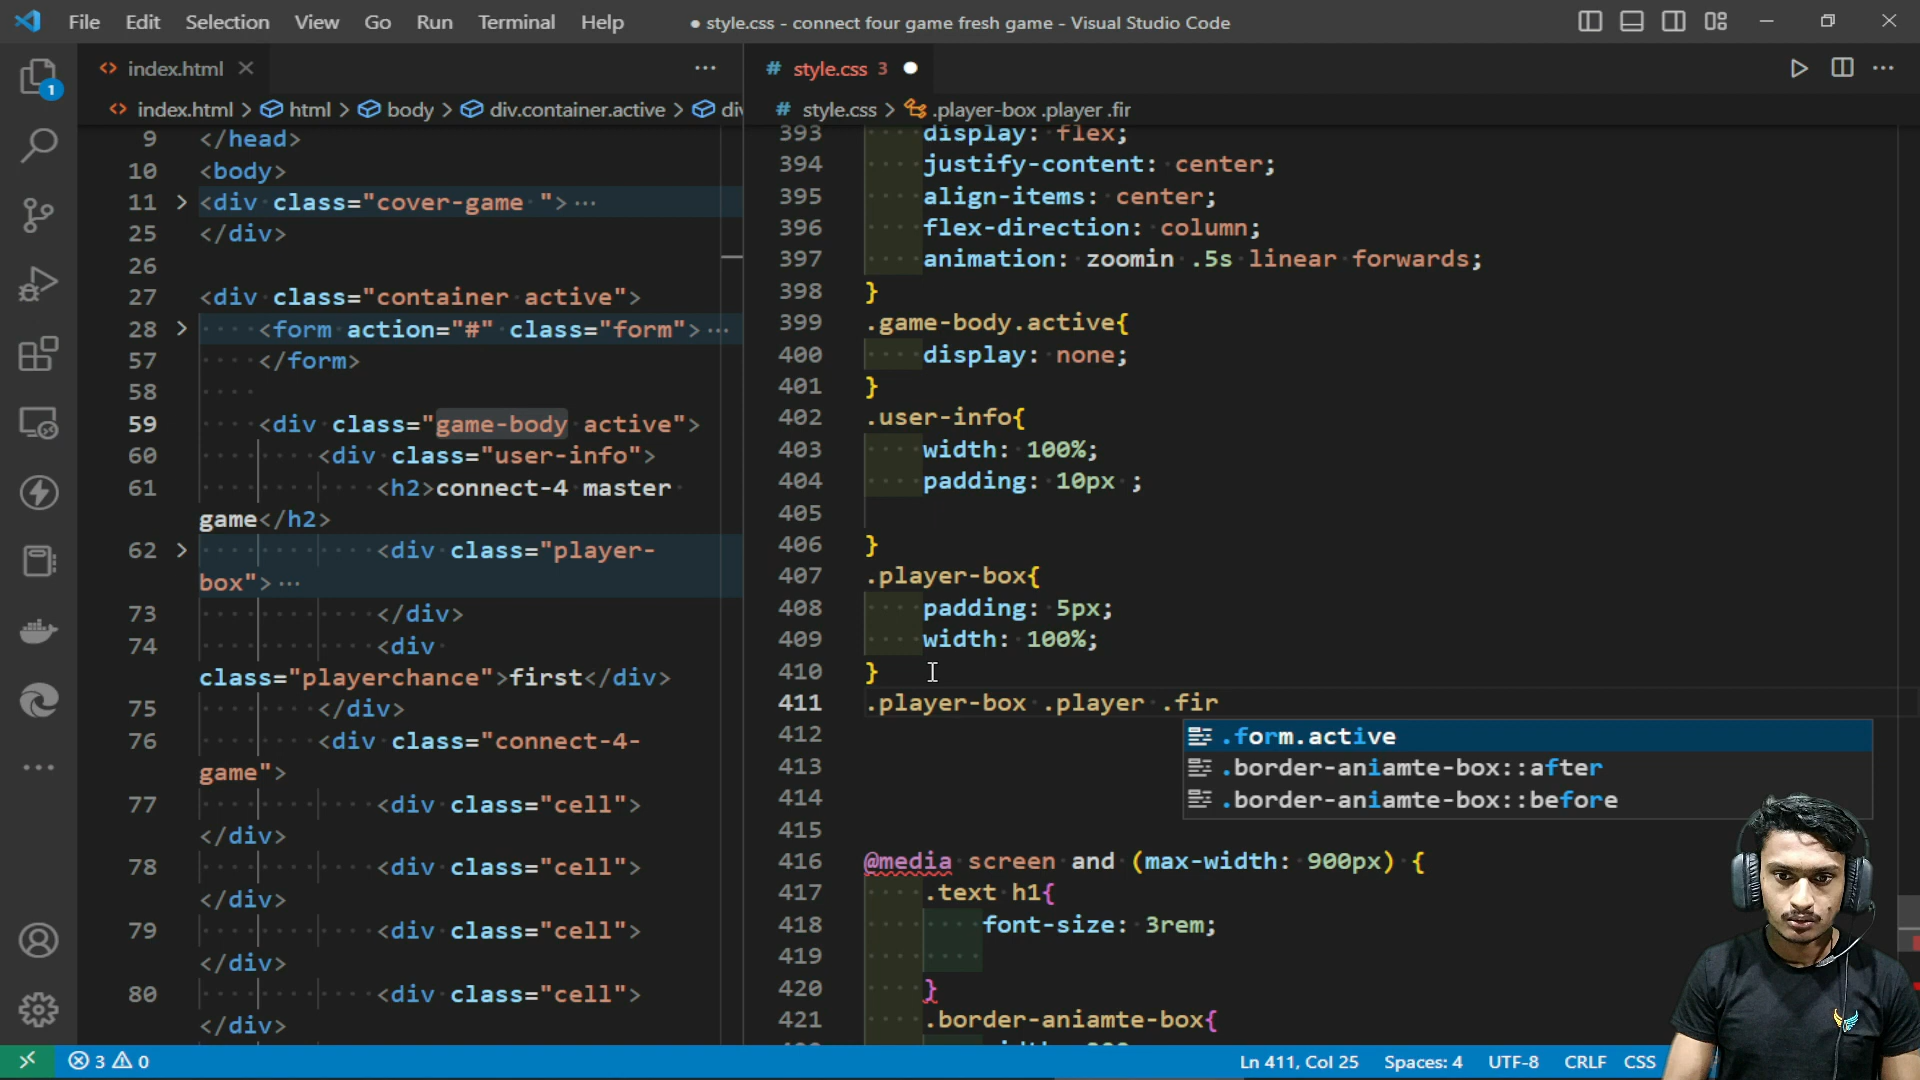 File Edit Selection View Go Run Terminal Help
● style.css - connect four game fresh game - Visual Studio Code
index.html
# style.css 3
index.html > html > body > div.container.active >
# style.css > .player-box .player .fir
9 </head>
10 <body>
11 <div class="cover-game ">
25 </div>
26
27 <div class="container active">
28 <form action="#" class="form">
57 </form>
58
59 <div class="game-body active">
60 <div class="user-info">
61 <h2>connect-4 master
game</h2>
62 <div class="player-
box">
73 </div>
74 <div
class="playerchance">first</div>
75 </div>
76 <div class="connect-4-
game">
77 <div class="cell">
</div>
78 <div class="cell">
</div>
79 <div class="cell">
</div>
80 <div class="cell">
</div>
393 display: flex;
394 justify-content: center;
395 align-items: center;
396 flex-direction: column;
397 animation: zoomin .5s linear forwards;
398 }
399 .game-body.active{
400 display: none;
401 }
402 .user-info{
403 width: 100%;
404 padding: 10px ;
405
406 }
407 .player-box{
408 padding: 5px;
409 width: 100%;
410 }
411 .player-box .player .fir
412
413
414
415
.form.active
.border-aniamte-box::after
.border-aniamte-box::before
416 @media screen and (max-width: 900px) {
417 .text h1{
418 font-size: 3rem;
419
420 }
421 .border-aniamte-box{
3 0
Ln 411, Col 25 Spaces: 4 UTF-8 CRLF CSS